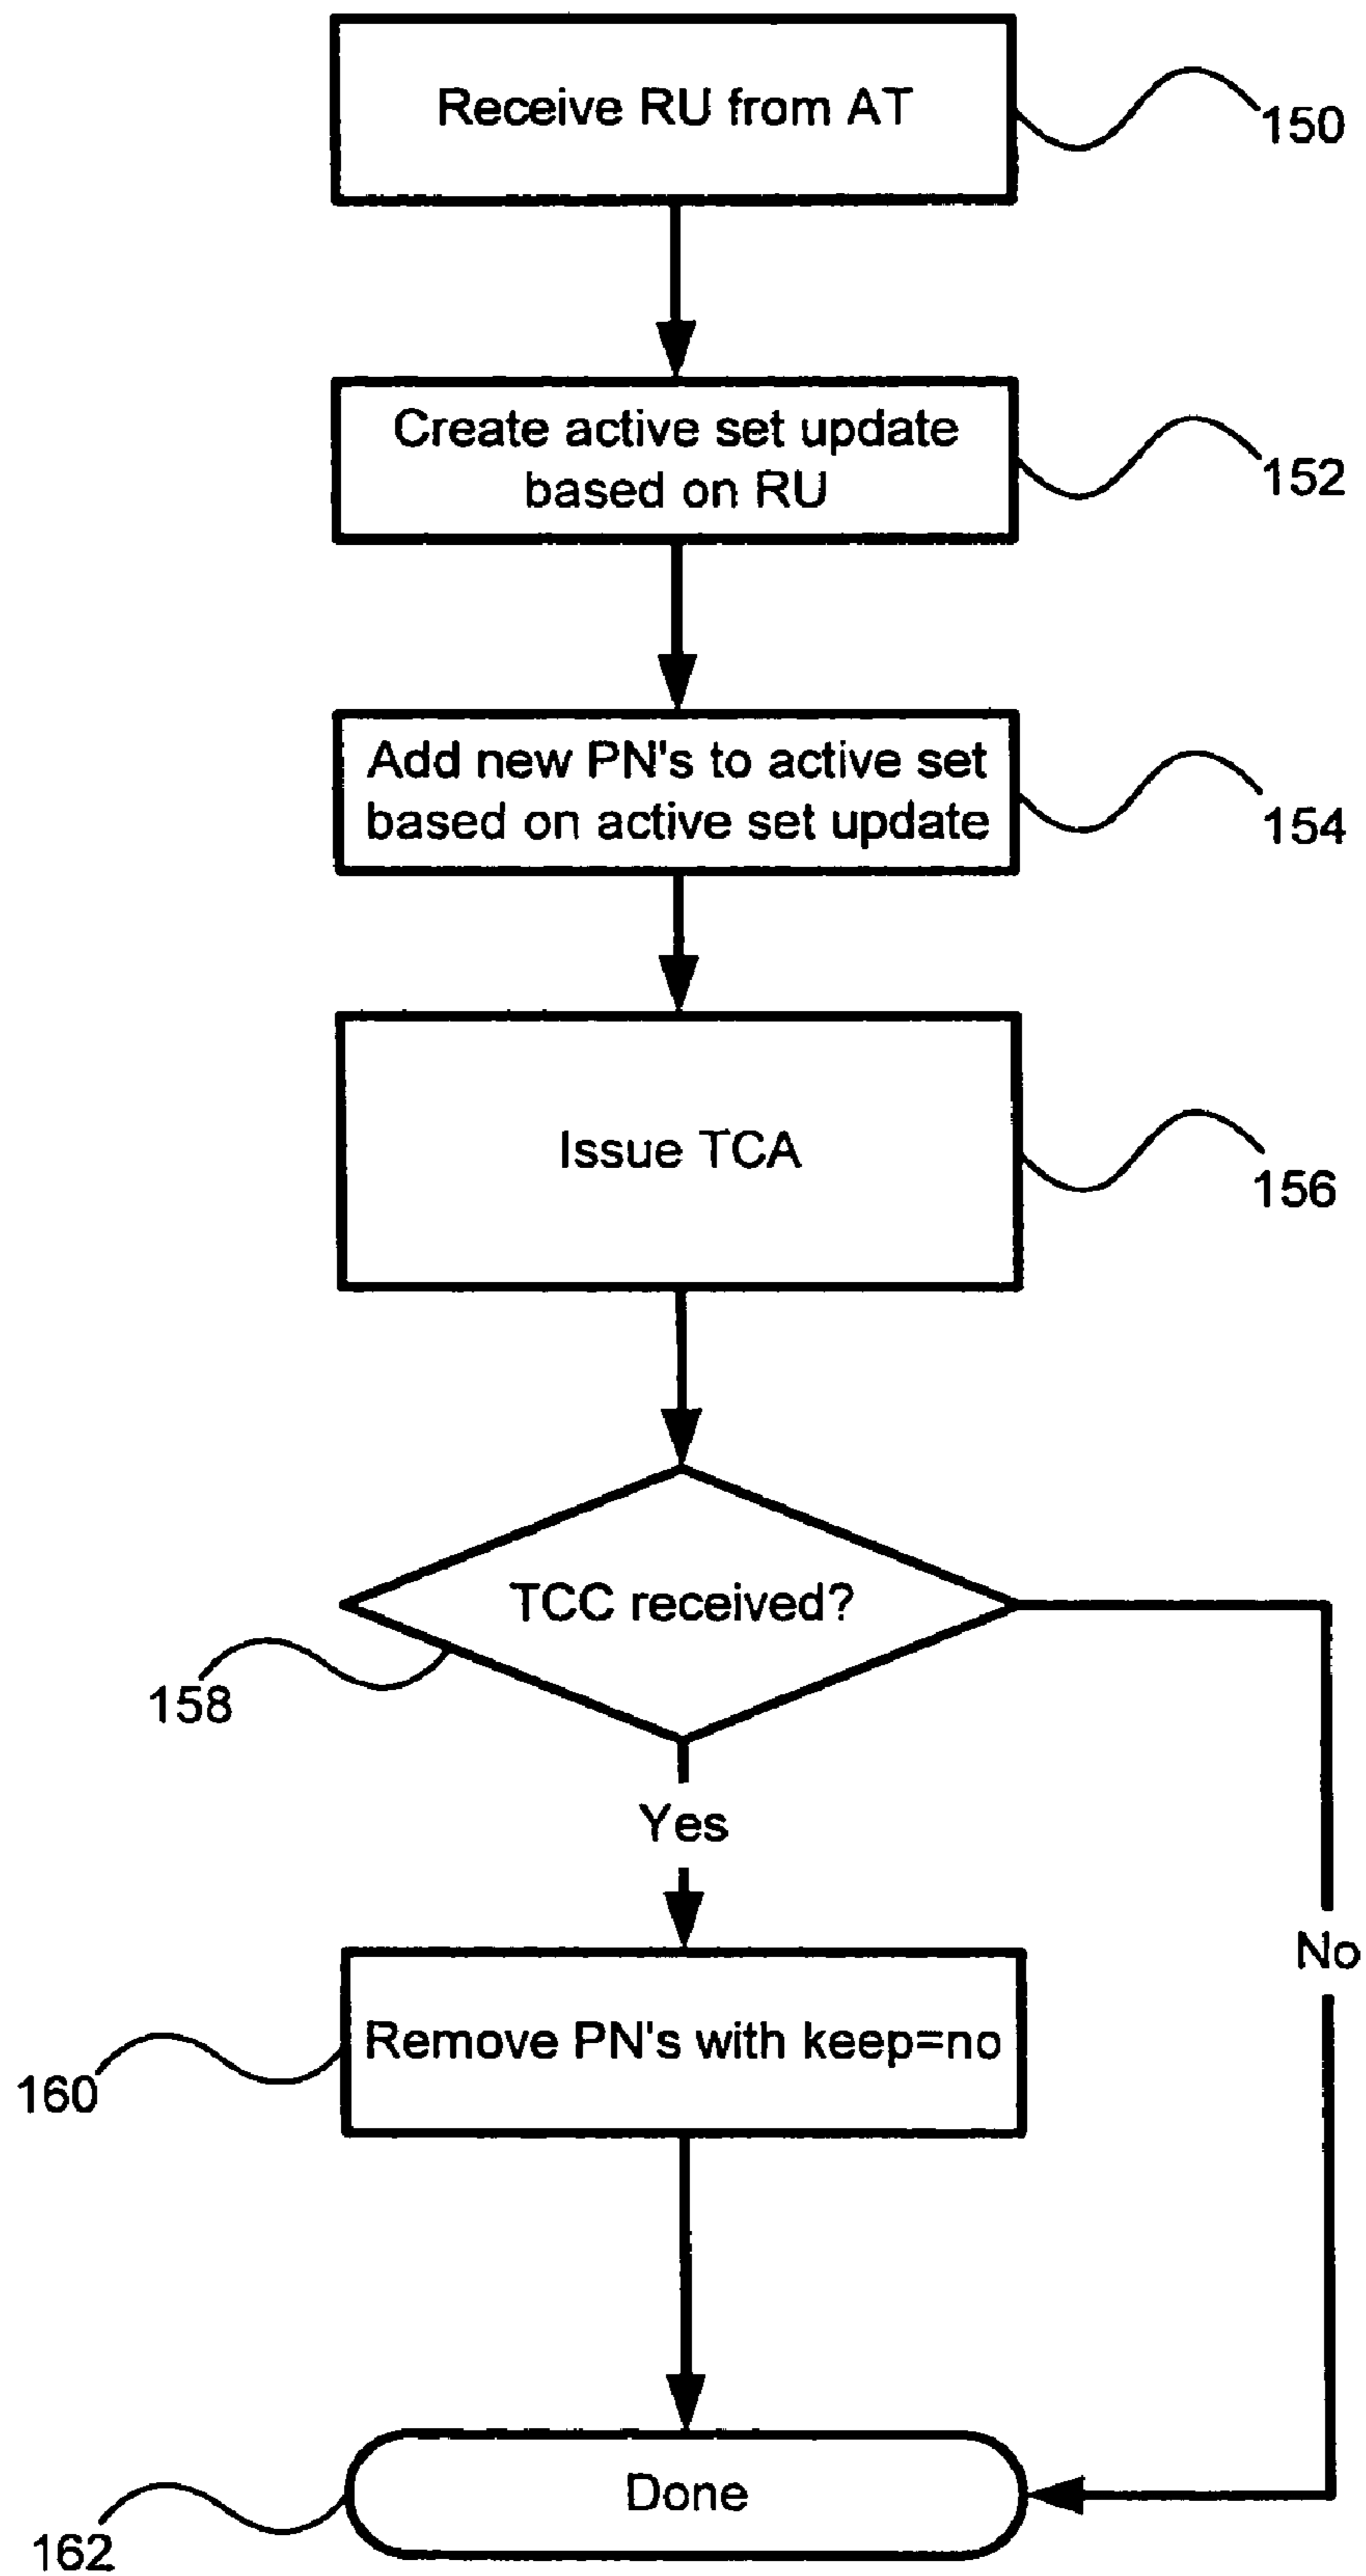 Receive RU from AT
150
Create active set update
based on RU
152
Add new PN's to active set
based on active set update
154
Issue TCA
156
TCC received?
158
Yes
No
Remove PN's with keep=no
160
Done
162